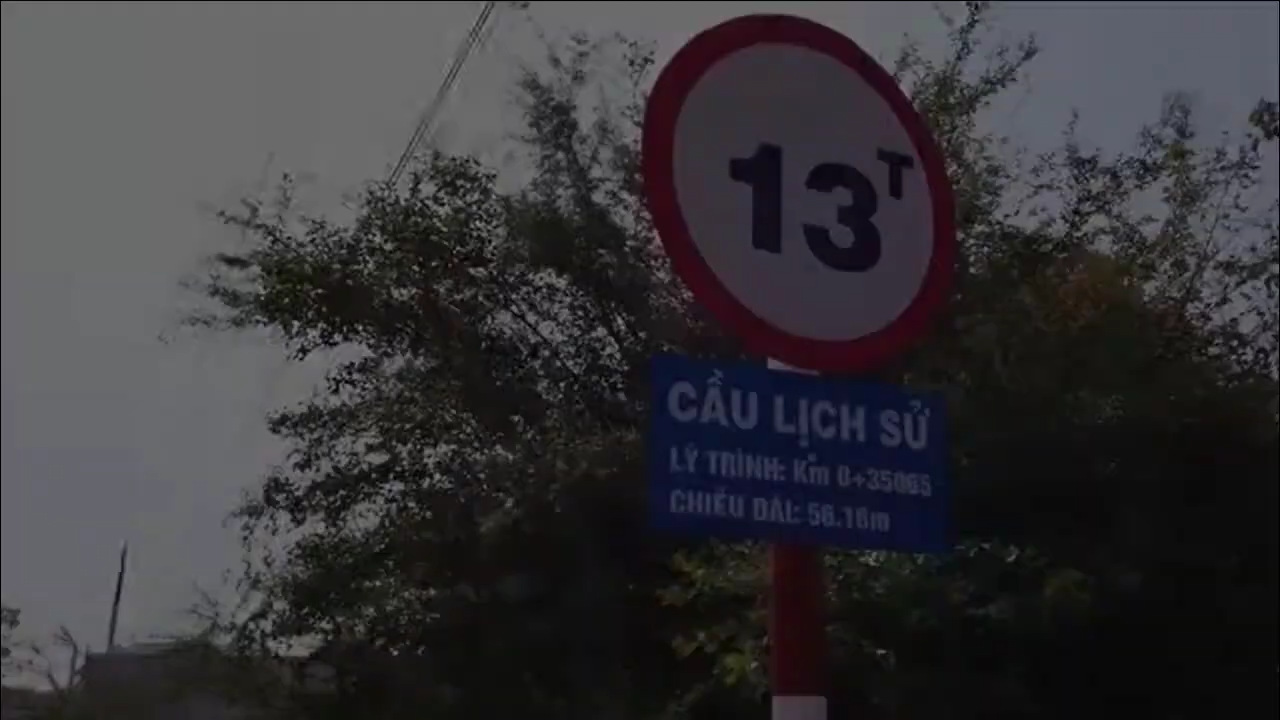 13T
CẦU LỊCH SỬ
LÝ TRÌNH: Km 0+35065
CHIỀU DÀI: 56.16m